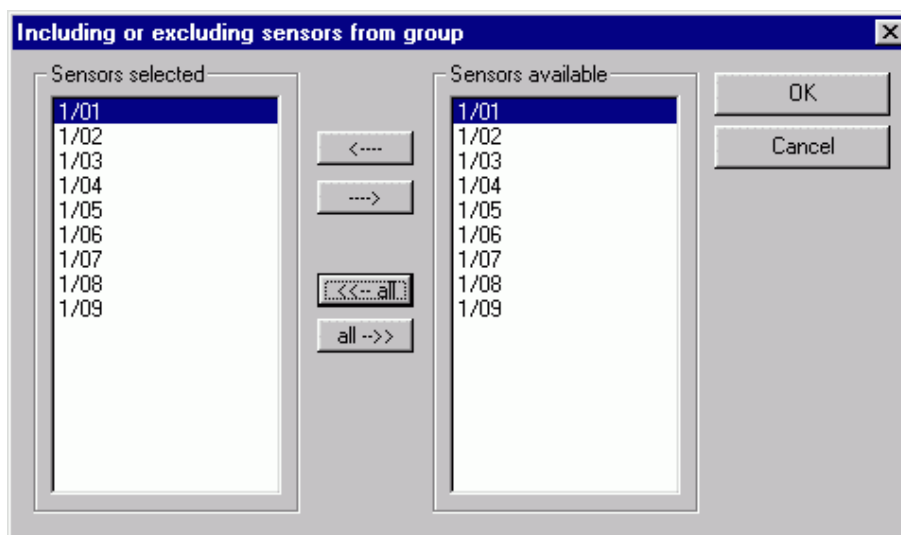 Including or excluding sensors from group
Sensors selected
1/01
1/02
1/03
1/04
1/05
1/06
1/07
1/08
1/09
<----
---->
<<-- all
all -->>
Sensors available
1/01
1/02
1/03
1/04
1/05
1/06
1/07
1/08
1/09
OK
Cancel